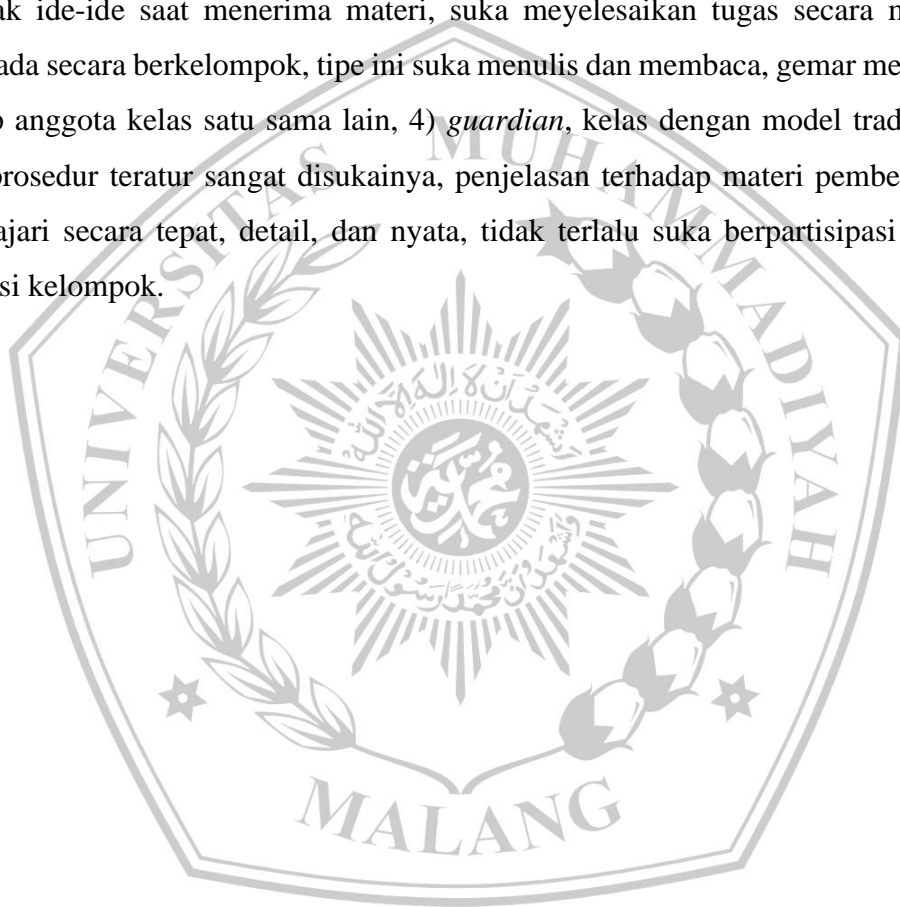 ak ide-ide saat menerima materi, suka meyelesaikan tugas secara m
ada secara berkelompok, tipe ini suka menulis dan membaca, gemar me
o anggota kelas satu sama lain, 4) guardian, kelas dengan model trad
prosedur teratur sangat disukainya, penjelasan terhadap materi pembe
ajari secara tepat, detail, dan nyata, tidak terlalu suka berpartisipasi
si kelompok.
UNIVERSITAS MUHAMMADIYAH
MALANG